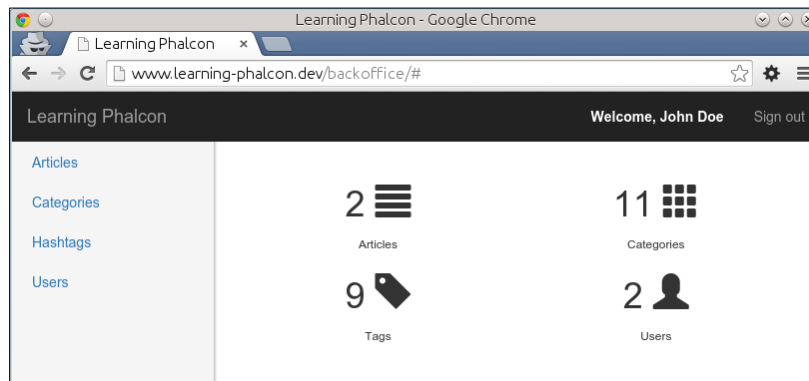 Learning Phalcon - Google Chrome
Learning Phalcon ×
www.learning-phalcon.dev/backoffice/#
Learning Phalcon Welcome, John Doe Sign out
Articles
Categories
Hashtags
Users
2 11
Articles Categories
9 2
Tags Users